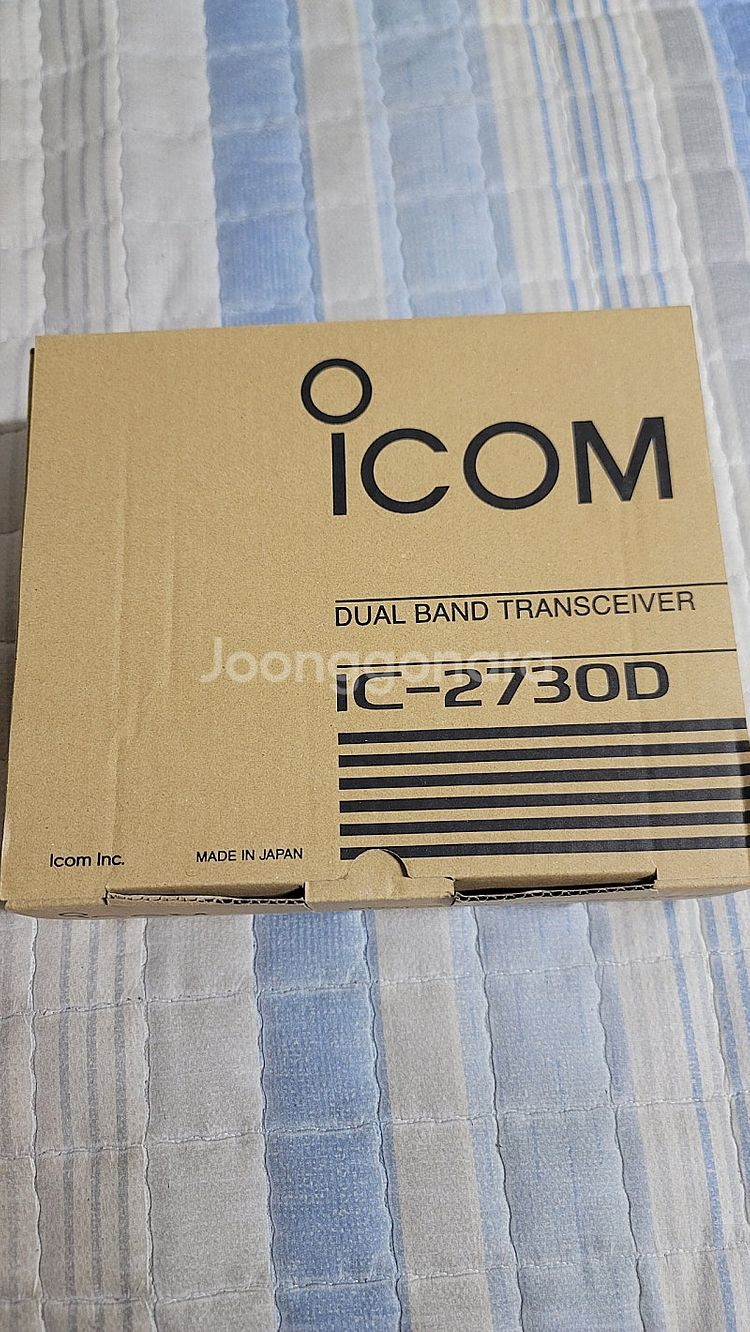 ICOM
DUAL BAND TRANSCEIVER
Joonggonara
IC-2730D
Icom Inc.
MADE IN JAPAN